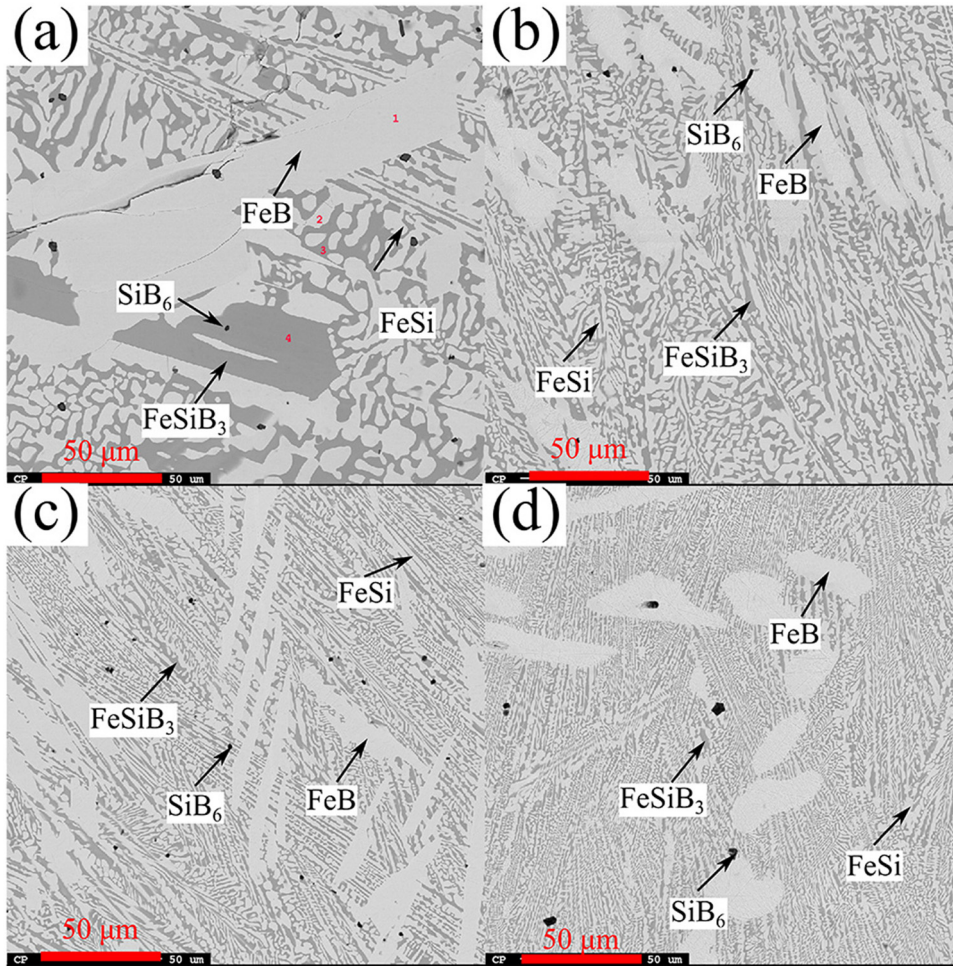 (a)
1
FeB
2
3
SiB₆
FeSi
4
FeSiB₃
50 μm
CP 50 um
(b)
SiB₆
FeB
FeSi
FeSiB₃
50 μm
CP 50 um
(c)
FeSi
FeSiB₃
SiB₆
FeB
50 μm
CP 50 um
(d)
FeB
FeSiB₃
FeSi
SiB₆
50 μm
CP 50 um